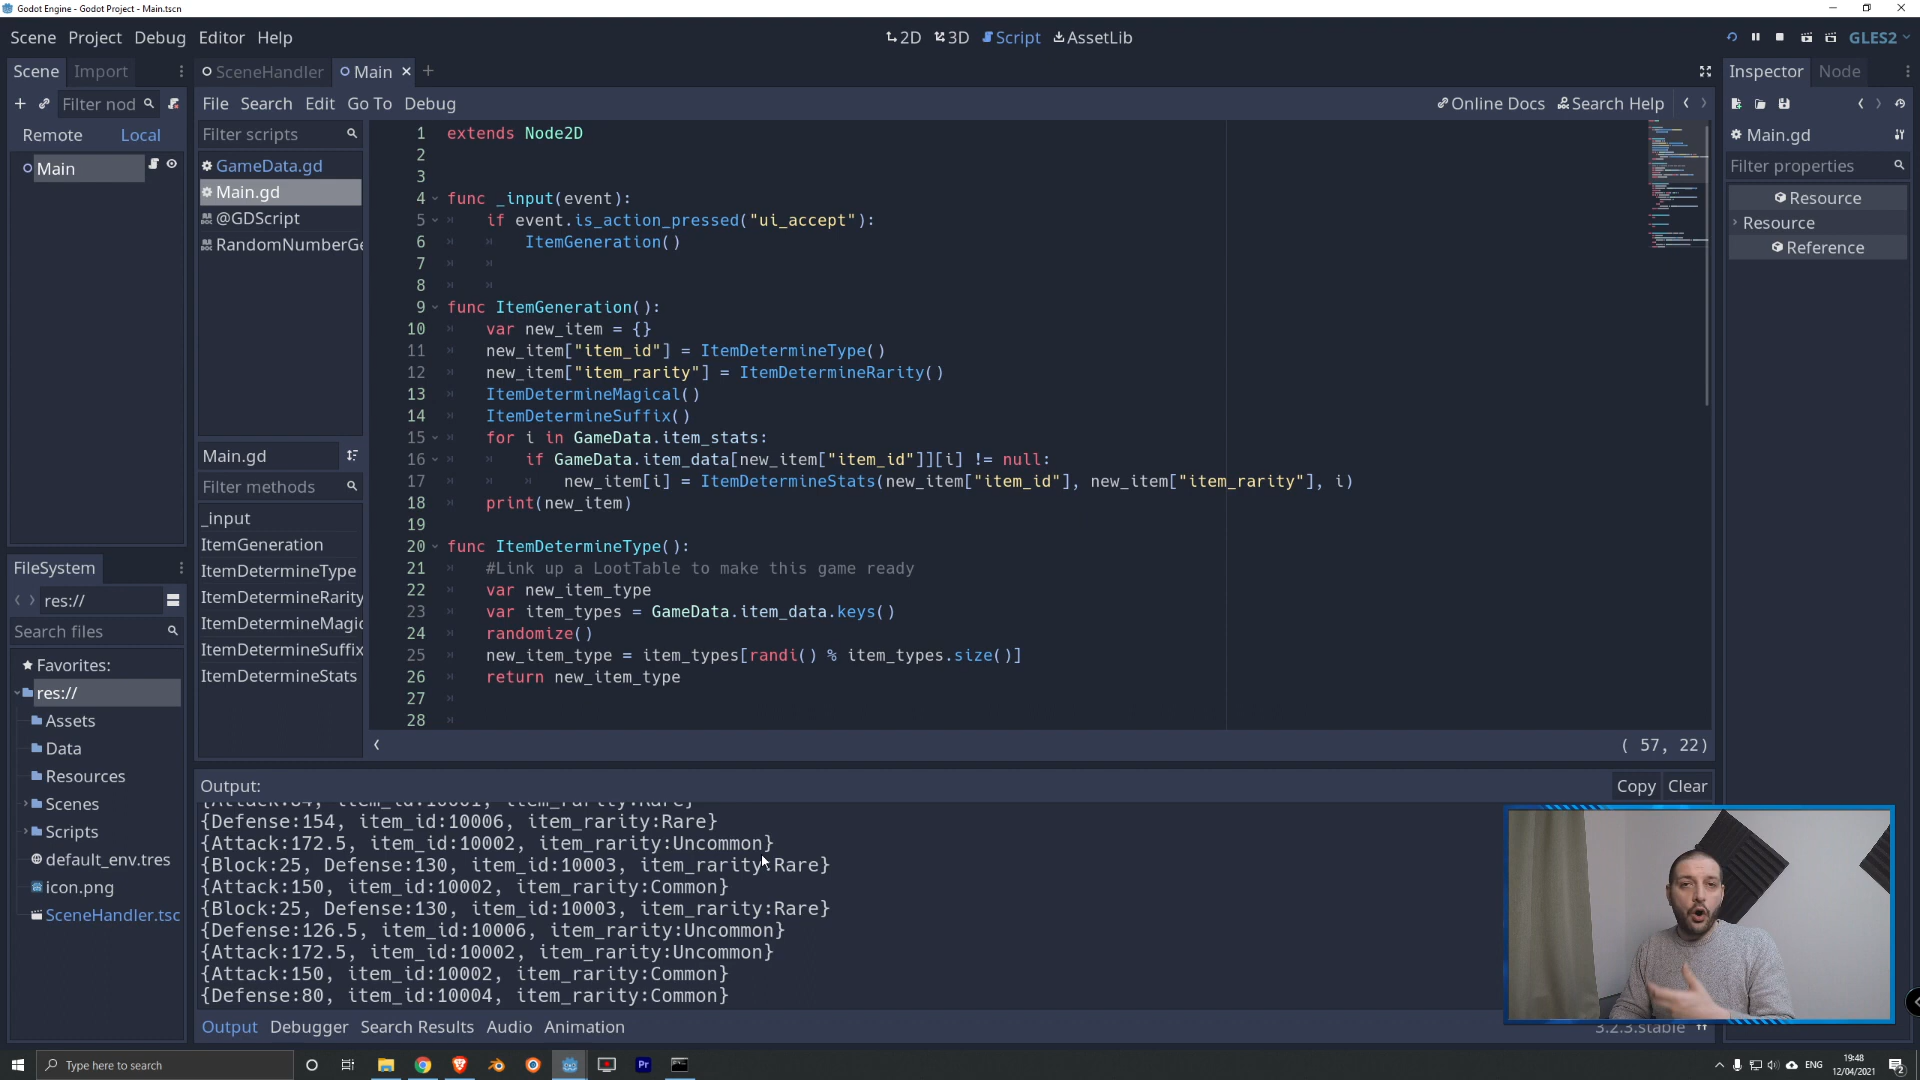 Godot Engine - Godot Project - Main.tscn
Scene Project Debug Editor Help
2D 3D Script AssetLib
GLES2
Scene Import
SceneHandler Main
Inspector Node
Filter nod
File Search Edit Go To Debug
Online Docs Search Help
Remote Local
Main
Filter scripts
GameData.gd
Main.gd
@GDScript
RandomNumberGe
Main.gd
Filter methods
_input
ItemGeneration
ItemDetermineType
ItemDetermineRarity
ItemDetermineMagic
ItemDetermineSuffix
ItemDetermineStats
1 extends Node2D
2
3
4 func _input(event):
5 if event.is_action_pressed("ui_accept"):
6 ItemGeneration()
7
8
9 func ItemGeneration():
10 var new_item = {}
11 new_item["item_id"] = ItemDetermineType()
12 new_item["item_rarity"] = ItemDetermineRarity()
13 ItemDetermineMagical()
14 ItemDetermineSuffix()
15 for i in GameData.item_stats:
16 if GameData.item_data[new_item["item_id"]][i] != null:
17 new_item[i] = ItemDetermineStats(new_item["item_id"], new_item["item_rarity"], i)
18 print(new_item)
19
20 func ItemDetermineType():
21 #Link up a LootTable to make this game ready
22 var new_item_type
23 var item_types = GameData.item_data.keys()
24 randomize()
25 new_item_type = item_types[randi() % item_types.size()]
26 return new_item_type
27
28
( 57, 22)
Main.gd
Filter properties
Resource
Resource
Reference
FileSystem
res://
Search files
Favorites:
res://
Assets
Data
Resources
Scenes
Scripts
default_env.tres
icon.png
SceneHandler.tsc
Output:
Copy Clear
{Attack:84, item_id:10001, item_rarity:Rare}
{Defense:154, item_id:10006, item_rarity:Rare}
{Attack:172.5, item_id:10002, item_rarity:Uncommon}
{Block:25, Defense:130, item_id:10003, item_rarity:Rare}
{Attack:150, item_id:10002, item_rarity:Common}
{Block:25, Defense:130, item_id:10003, item_rarity:Rare}
{Defense:126.5, item_id:10006, item_rarity:Uncommon}
{Attack:172.5, item_id:10002, item_rarity:Uncommon}
{Attack:150, item_id:10002, item_rarity:Common}
{Defense:80, item_id:10004, item_rarity:Common}
Output Debugger Search Results Audio Animation
3.2.3.stable
Type here to search
Pr
ENG
19:48
12/04/2021
2